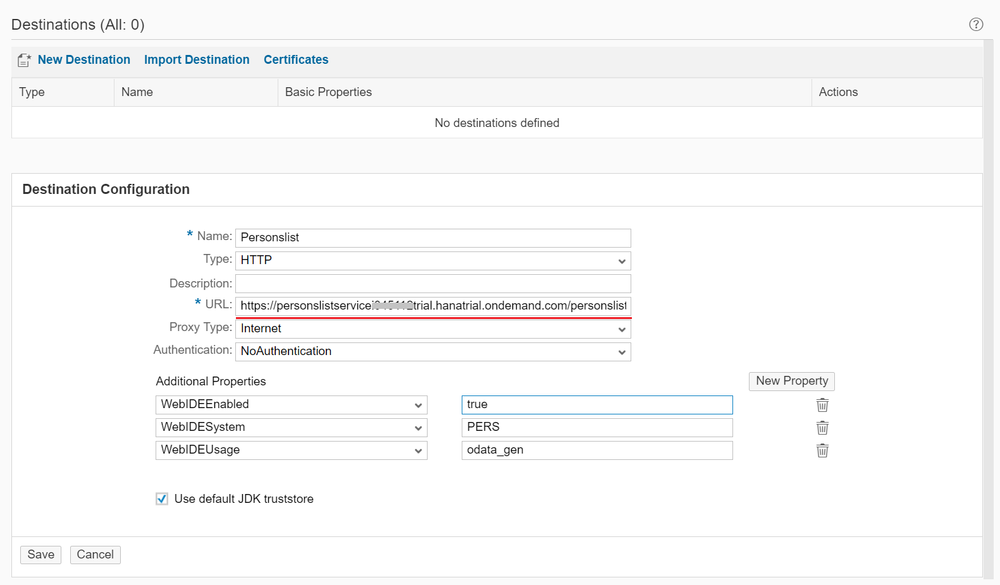 Destinations (All: 0)
New Destination Import Destination Certificates
Type Name Basic Properties Actions
No destinations defined
Destination Configuration
* Name: Personslist
Type: HTTP
Description:
* URL: https://personslistservice trial.hanatrial.ondemand.com/personslist
Proxy Type: Internet
Authentication: NoAuthentication
Additional Properties New Property
WebIDEEnabled true
WebIDESystem PERS
WebIDEUsage odata_gen
Use default JDK truststore
Save Cancel